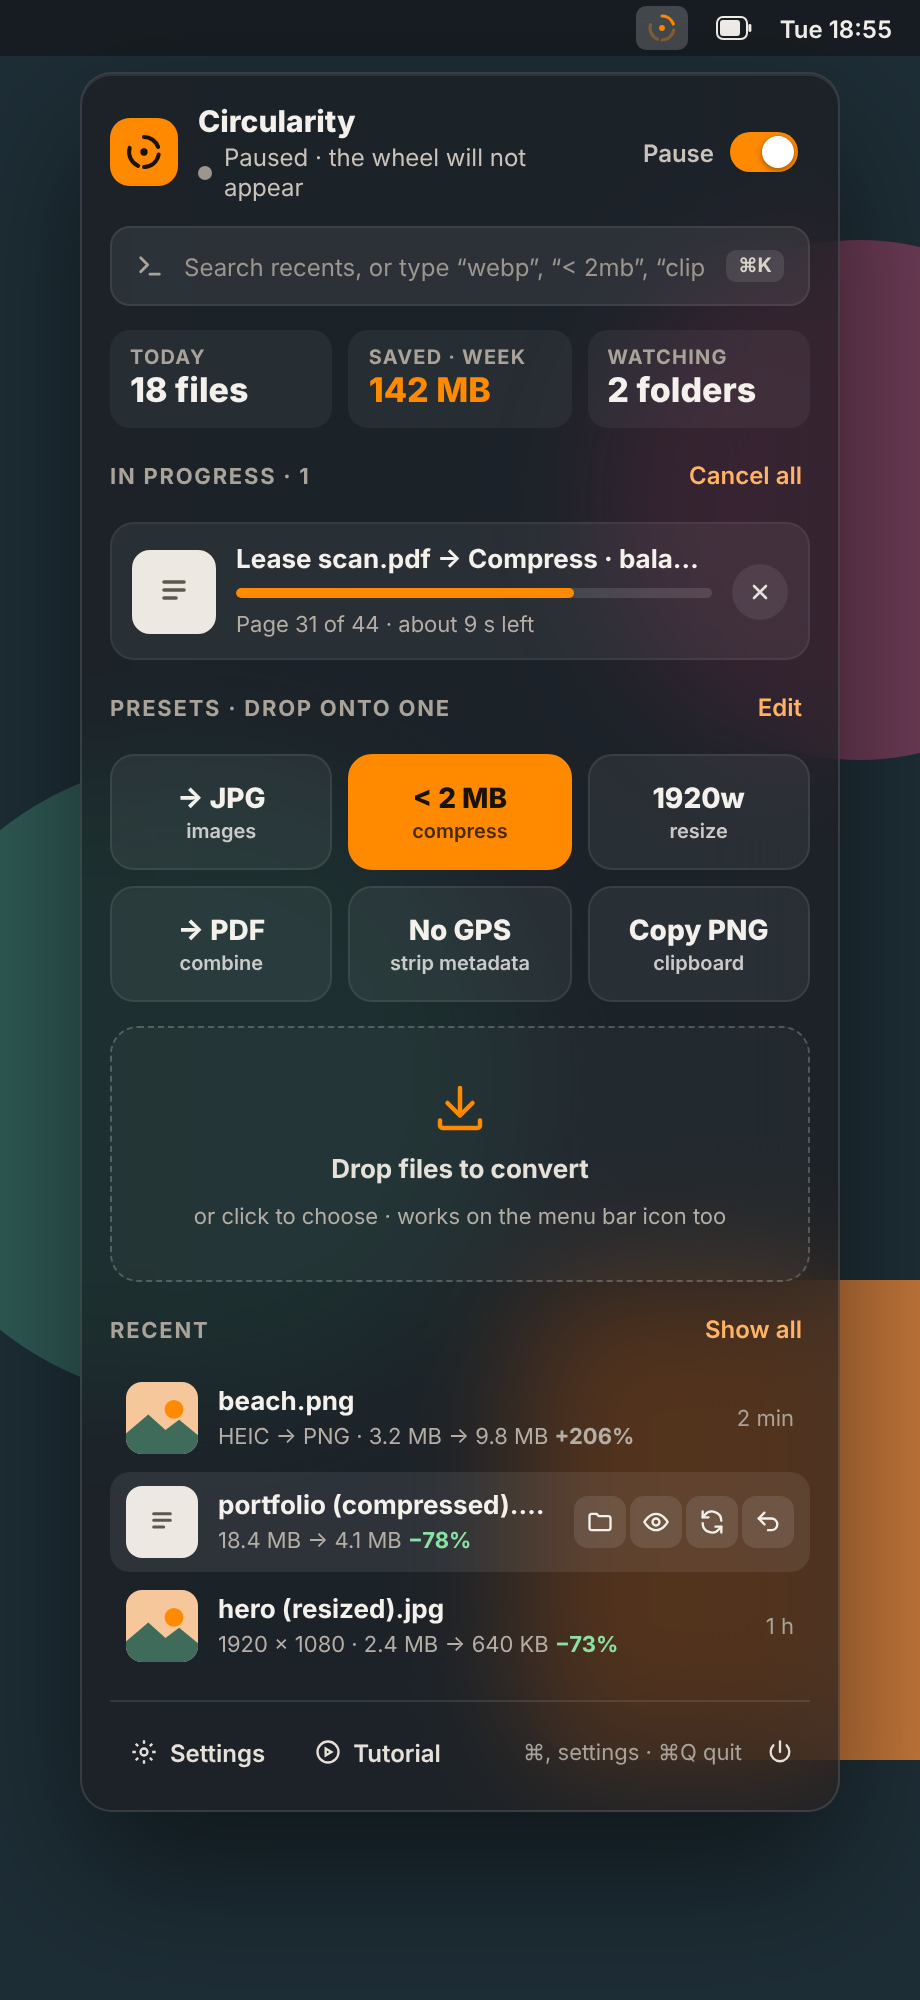 Tue 18:55
Circularity
Paused · the wheel will not
appear
Pause
Search recents, or type “webp”, “< 2mb”, “clip
⌘K
TODAY
18 files
SAVED · WEEK
142 MB
WATCHING
2 folders
IN PROGRESS · 1
Cancel all
Lease scan.pdf → Compress · bala...
Page 31 of 44 · about 9 s left
PRESETS · DROP ONTO ONE
Edit
→ JPG
images
< 2 MB
compress
1920w
resize
→ PDF
combine
No GPS
strip metadata
Copy PNG
clipboard
Drop files to convert
or click to choose · works on the menu bar icon too
RECENT
Show all
beach.png
HEIC → PNG · 3.2 MB → 9.8 MB +206%
2 min
portfolio (compressed)....
18.4 MB → 4.1 MB −78%
hero (resized).jpg
1920 × 1080 · 2.4 MB → 640 KB −73%
1 h
Settings
Tutorial
⌘, settings · ⌘Q quit